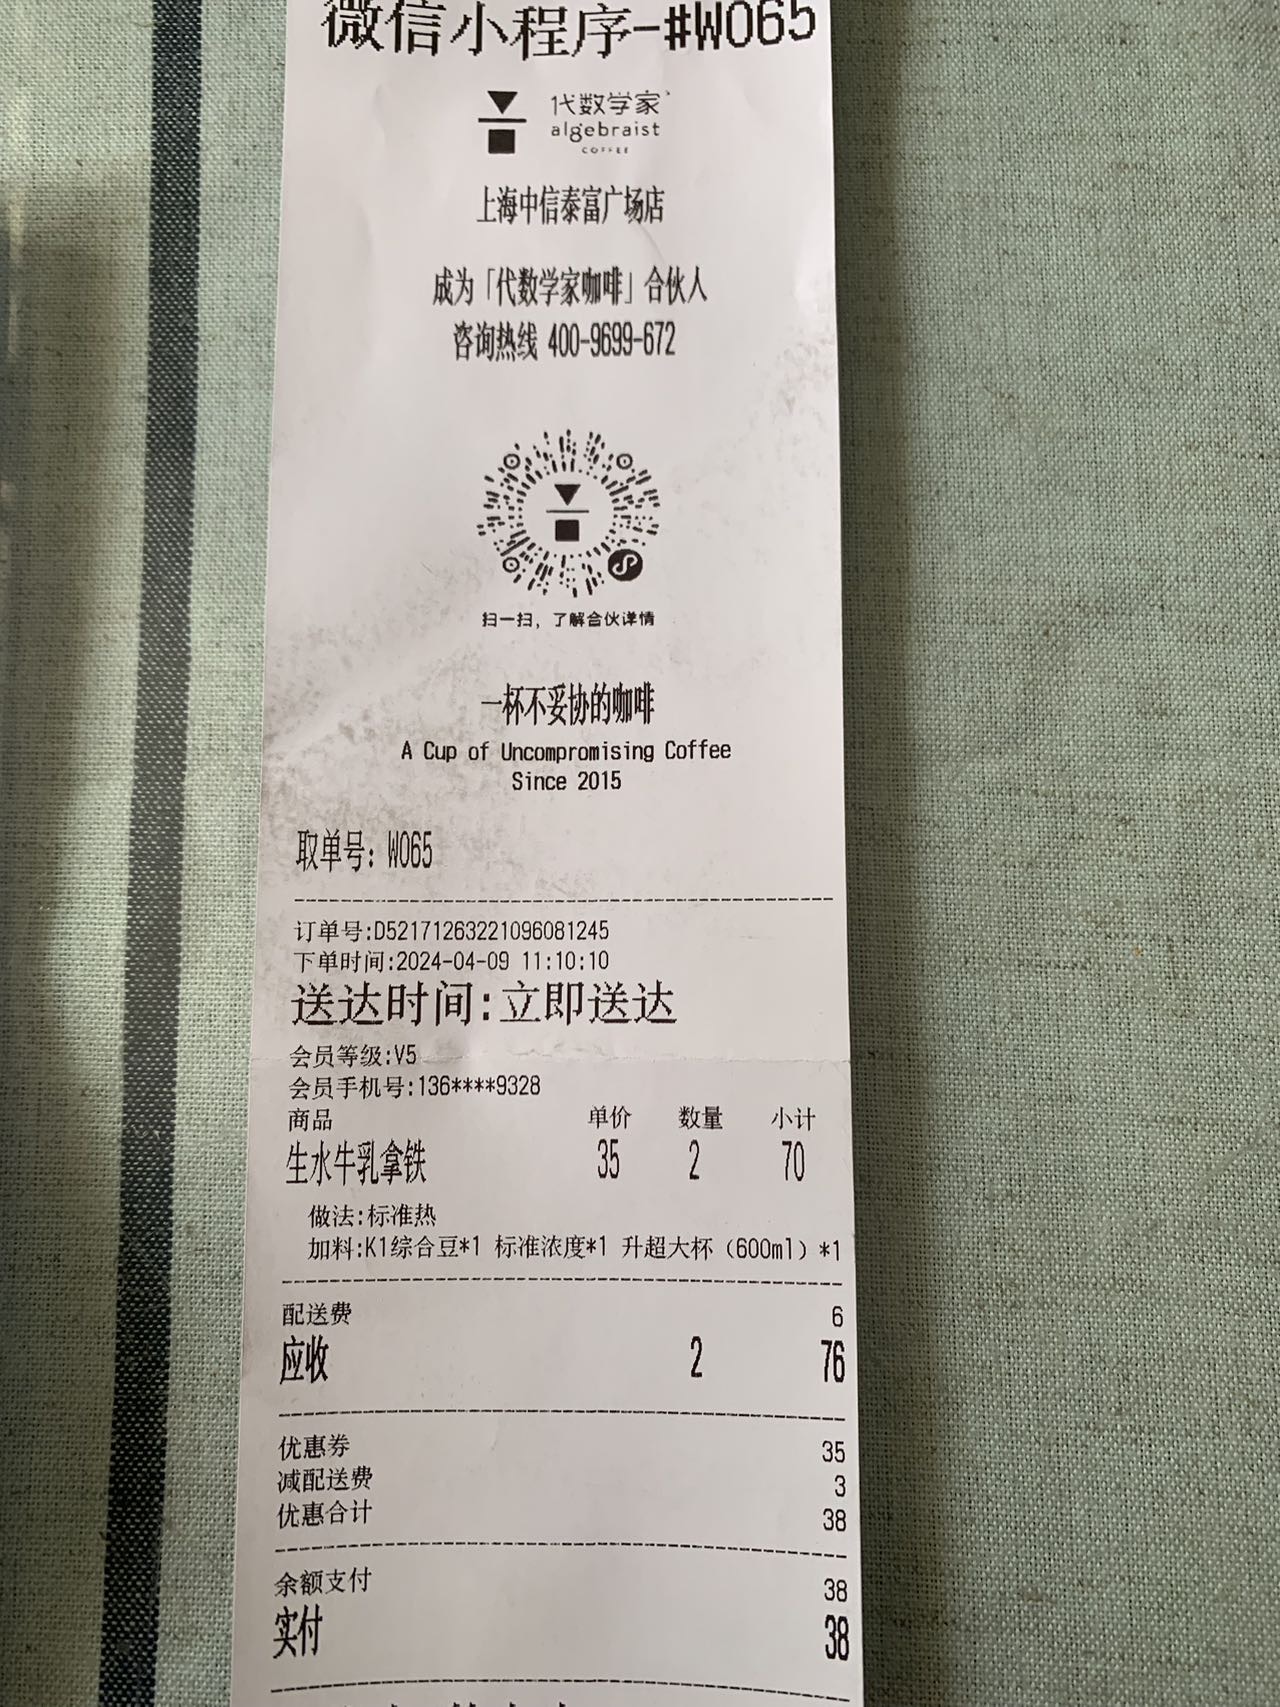 微信小程序-#W065
代数学家
algebraist
COFFEE
上海中信泰富广场店
成为「代数学家咖啡」合伙人
咨询热线 400-9699-672
扫一扫，了解合伙详情
一杯不妥协的咖啡
A Cup of Uncompromising Coffee
Since 2015
取单号: W065
订单号:D52171263221096081245
下单时间:2024-04-09 11:10:10
送达时间:立即送达
会员等级:V5
会员手机号:136****9328
商品 单价 数量 小计
生水牛乳拿铁 35 2 70
做法:标准热
加料:K1综合豆*1 标准浓度*1 升超大杯（600ml）*1
配送费 6
应收 2 76
优惠券 35
减配送费 3
优惠合计 38
余额支付 38
实付 38